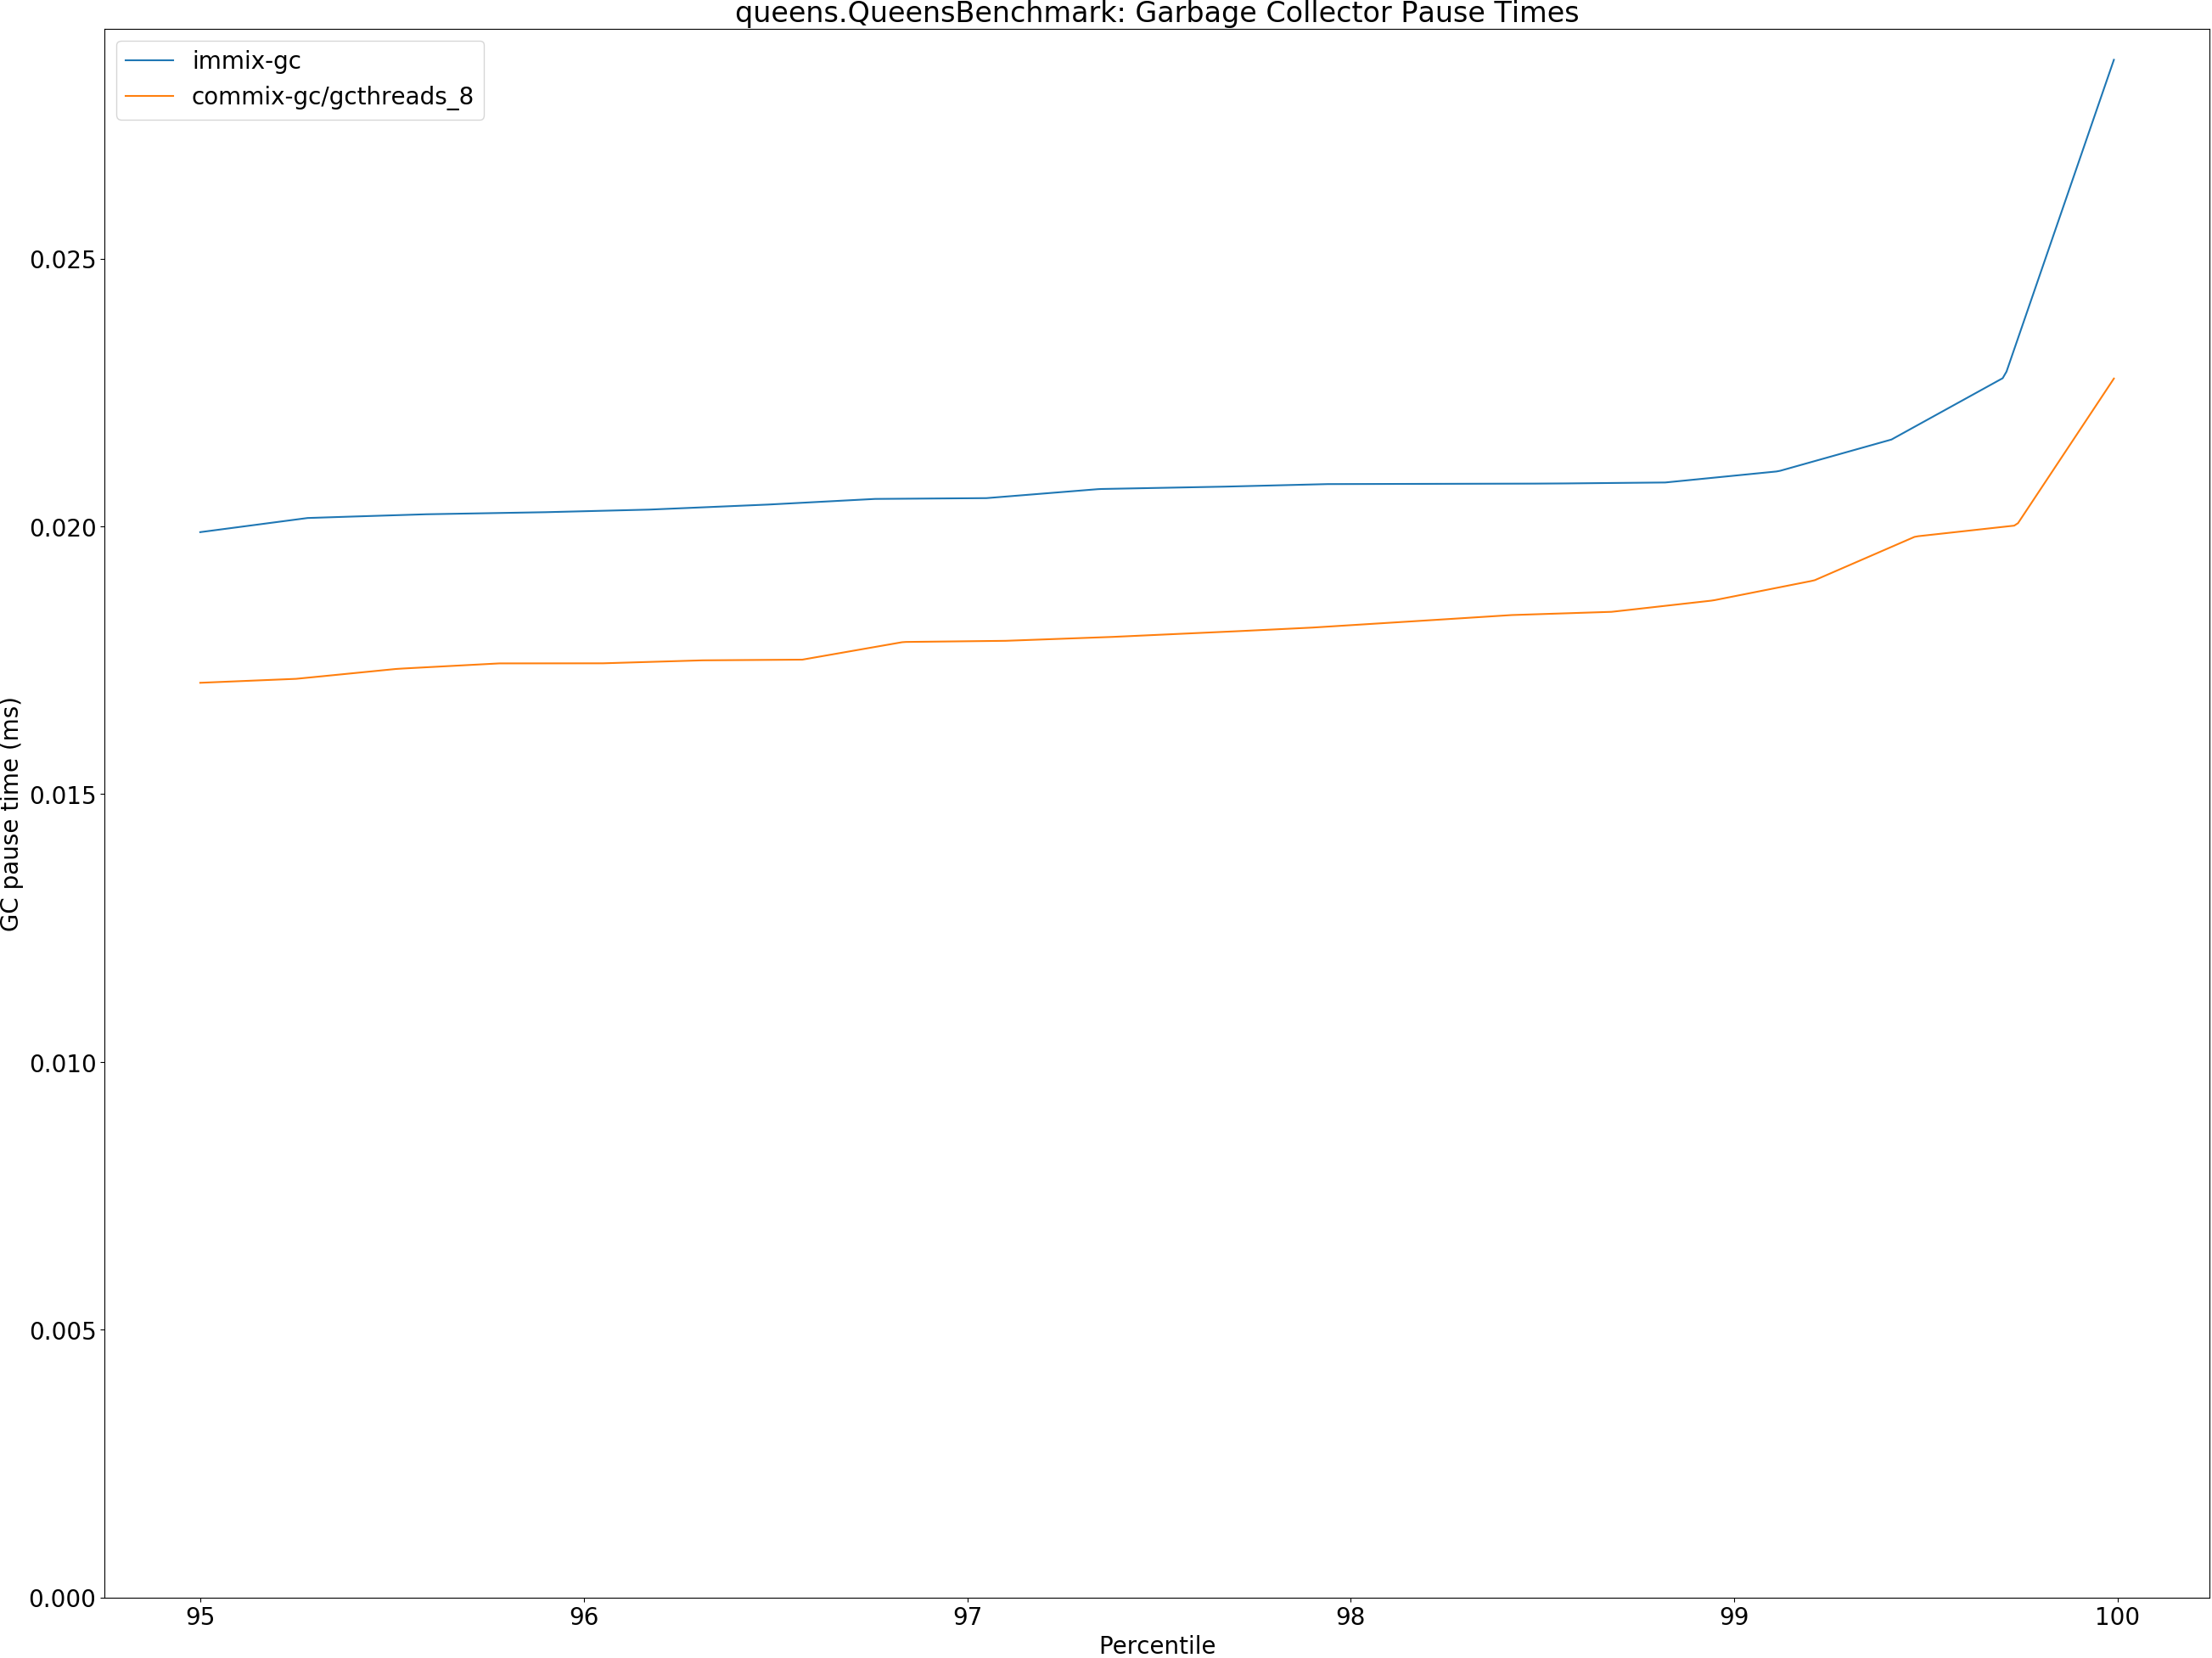 queens.QueensBenchmark: Garbage Collector Pause Times
immix-gc
commix-gc/gcthreads_8
GC pause time (ms)
0.025
0.020
0.015
0.010
0.005
0.000
95 96 97 98 99 100
Percentile